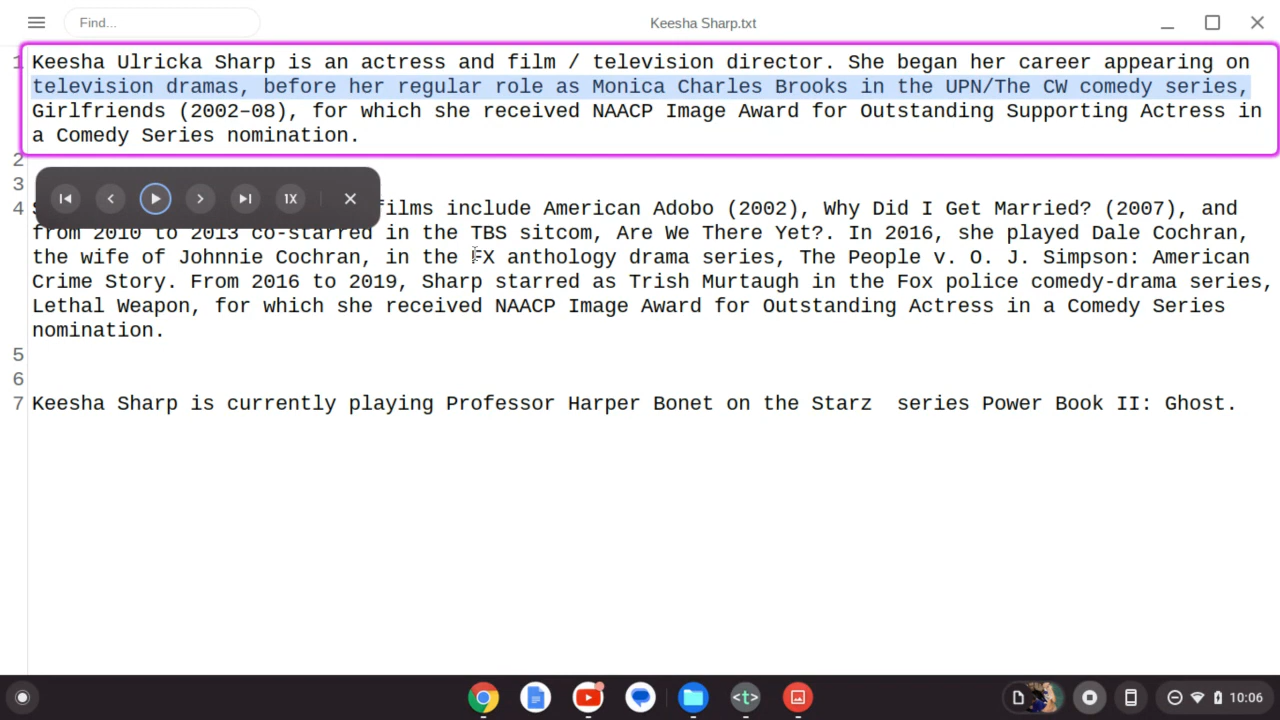 Find...
Keesha Sharp.txt
1 Keesha Ulricka Sharp is an actress and film / television director. She began her career appearing on
television dramas, before her regular role as Monica Charles Brooks in the UPN/The CW comedy series,
Girlfriends (2002–08), for which she received NAACP Image Award for Outstanding Supporting Actress in
a Comedy Series nomination.
2
3
1X
4 films include American Adobo (2002), Why Did I Get Married? (2007), and
from 2010 to 2013 co-starred in the TBS sitcom, Are We There Yet?. In 2016, she played Dale Cochran,
the wife of Johnnie Cochran, in the FX anthology drama series, The People v. O. J. Simpson: American
Crime Story. From 2016 to 2019, Sharp starred as Trish Murtaugh in the Fox police comedy-drama series,
Lethal Weapon, for which she received NAACP Image Award for Outstanding Actress in a Comedy Series
nomination.
5
6
7 Keesha Sharp is currently playing Professor Harper Bonet on the Starz  series Power Book II: Ghost.
<t>
10:06